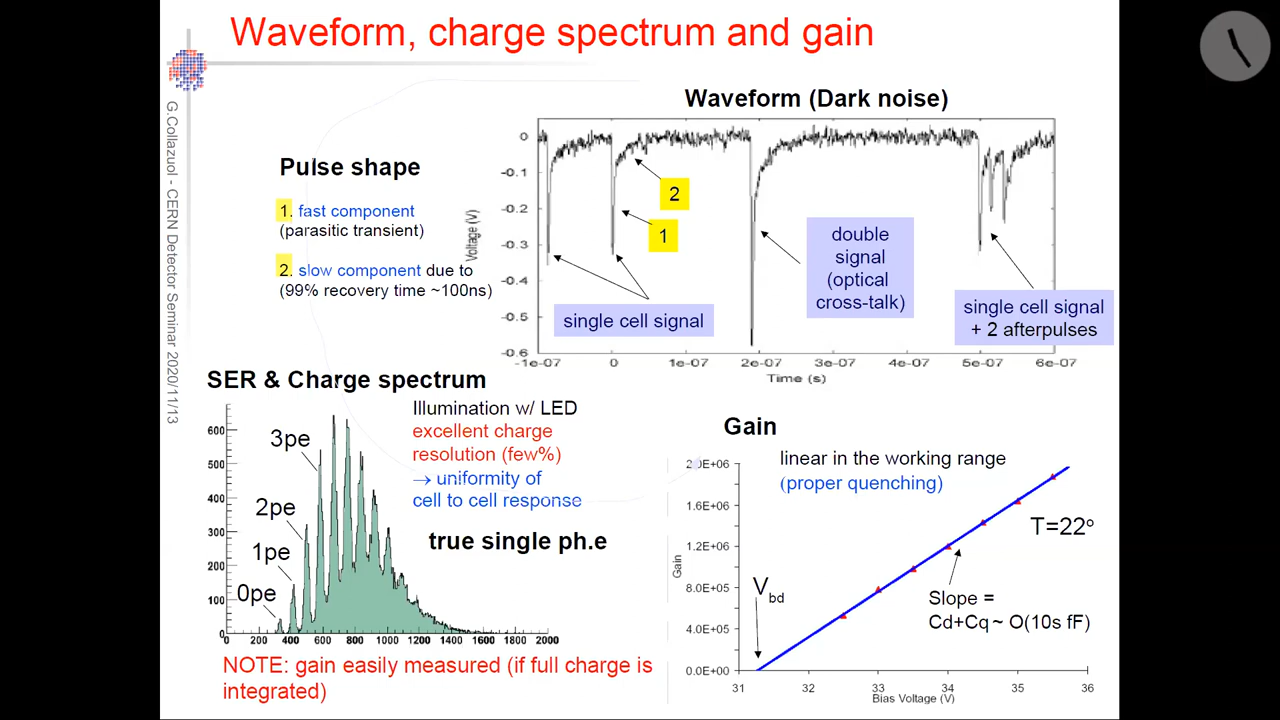 Waveform, charge spectrum and gain
G.Collazuol - CERN Detector Seminar 2020/11/13
Waveform (Dark noise)
Pulse shape
1. fast component
(parasitic transient)
2. slow component due to
(99% recovery time ~100ns)
Voltage (V)
0
-0.1
-0.2
-0.3
-0.4
-0.5
-0.6
-1e-07 0 1e-07 2e-07 3e-07 4e-07 5e-07 6e-07
Time (s)
2
1
single cell signal
double
signal
(optical
cross-talk)
single cell signal
+ 2 afterpulses
SER & Charge spectrum
Illumination w/ LED
excellent charge
resolution (few%)
→ uniformity of
cell to cell response
true single ph.e
3pe
2pe
1pe
0pe
600
500
400
300
200
100
0
0 200 400 600 800 1000 1200 1400 1600 1800 2000
NOTE: gain easily measured (if full charge is
integrated)
Gain
linear in the working range
(proper quenching)
T=22°
Vbd
Slope =
Cd+Cq ~ O(10s fF)
Gain
2.0E+06
1.6E+06
1.2E+06
8.0E+05
4.0E+05
0.0E+00
31 32 33 34 35 36
Bias Voltage (V)